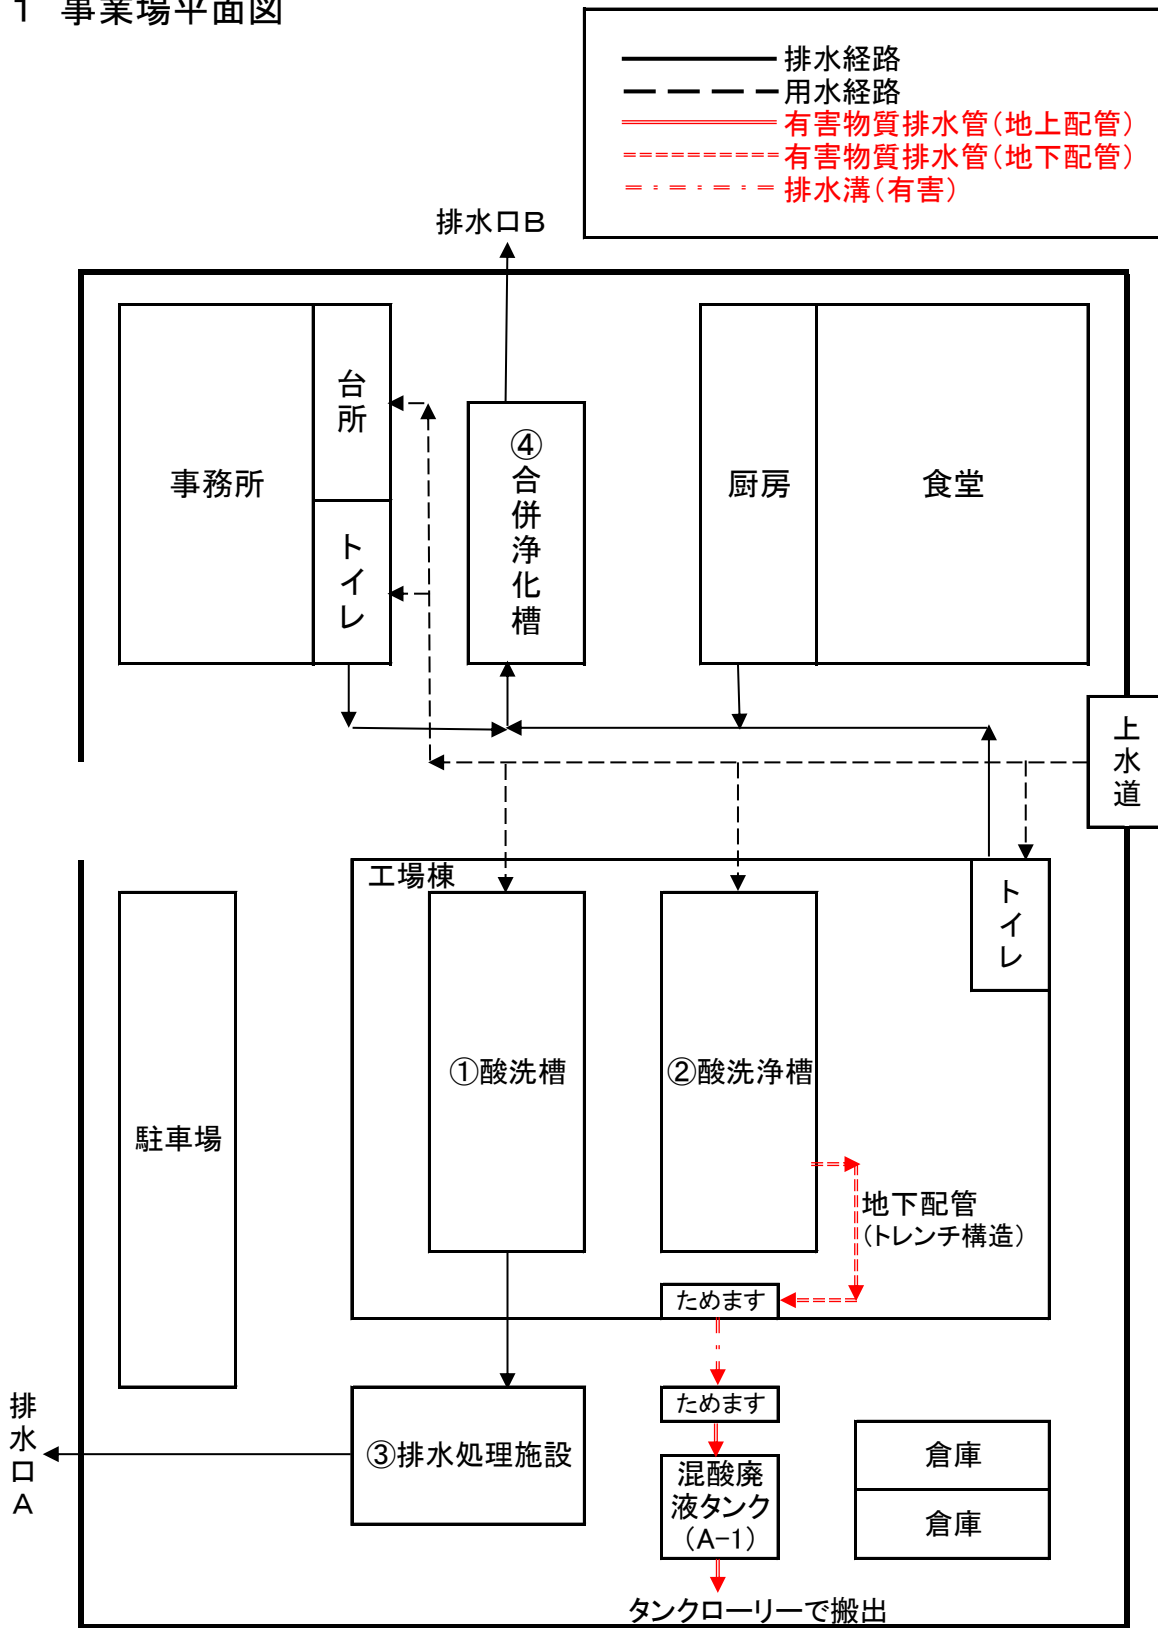 1 事業場平面図
排水経路
用水経路
有害物質排水管(地上配管)
有害物質排水管(地下配管)
排水溝(有害)
排水口B
事務所
台所
トイレ
④合併浄化槽
厨房
食堂
上水道
工場棟
トイレ
①酸洗槽
②酸洗浄槽
駐車場
地下配管
(トレンチ構造)
ためます
ためます
排水口A
③排水処理施設
混酸廃
液タンク
(A-1)
倉庫
倉庫
タンクローリーで搬出